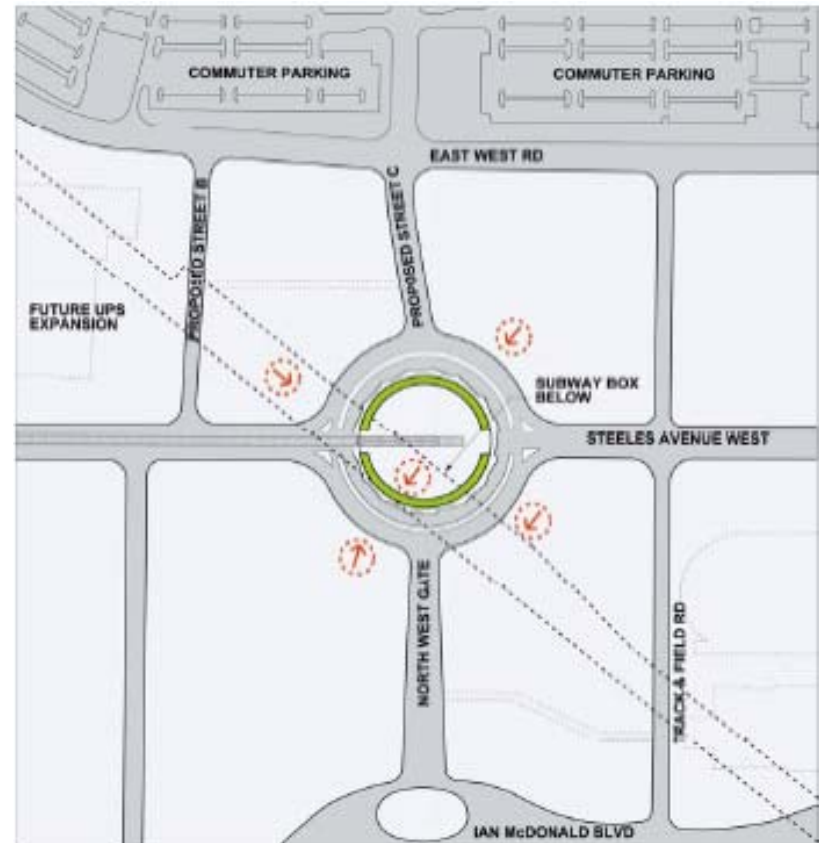 COMMUTER PARKING
COMMUTER PARKING
EAST WEST RD
PROPOSED STREET B
PROPOSED STREET C
FUTURE UPS
EXPANSION
SUBWAY BOX
BELOW
STEELES AVENUE WEST
NORTH WEST GATE
TRACK & FIELD RD
IAN McDONALD BLVD